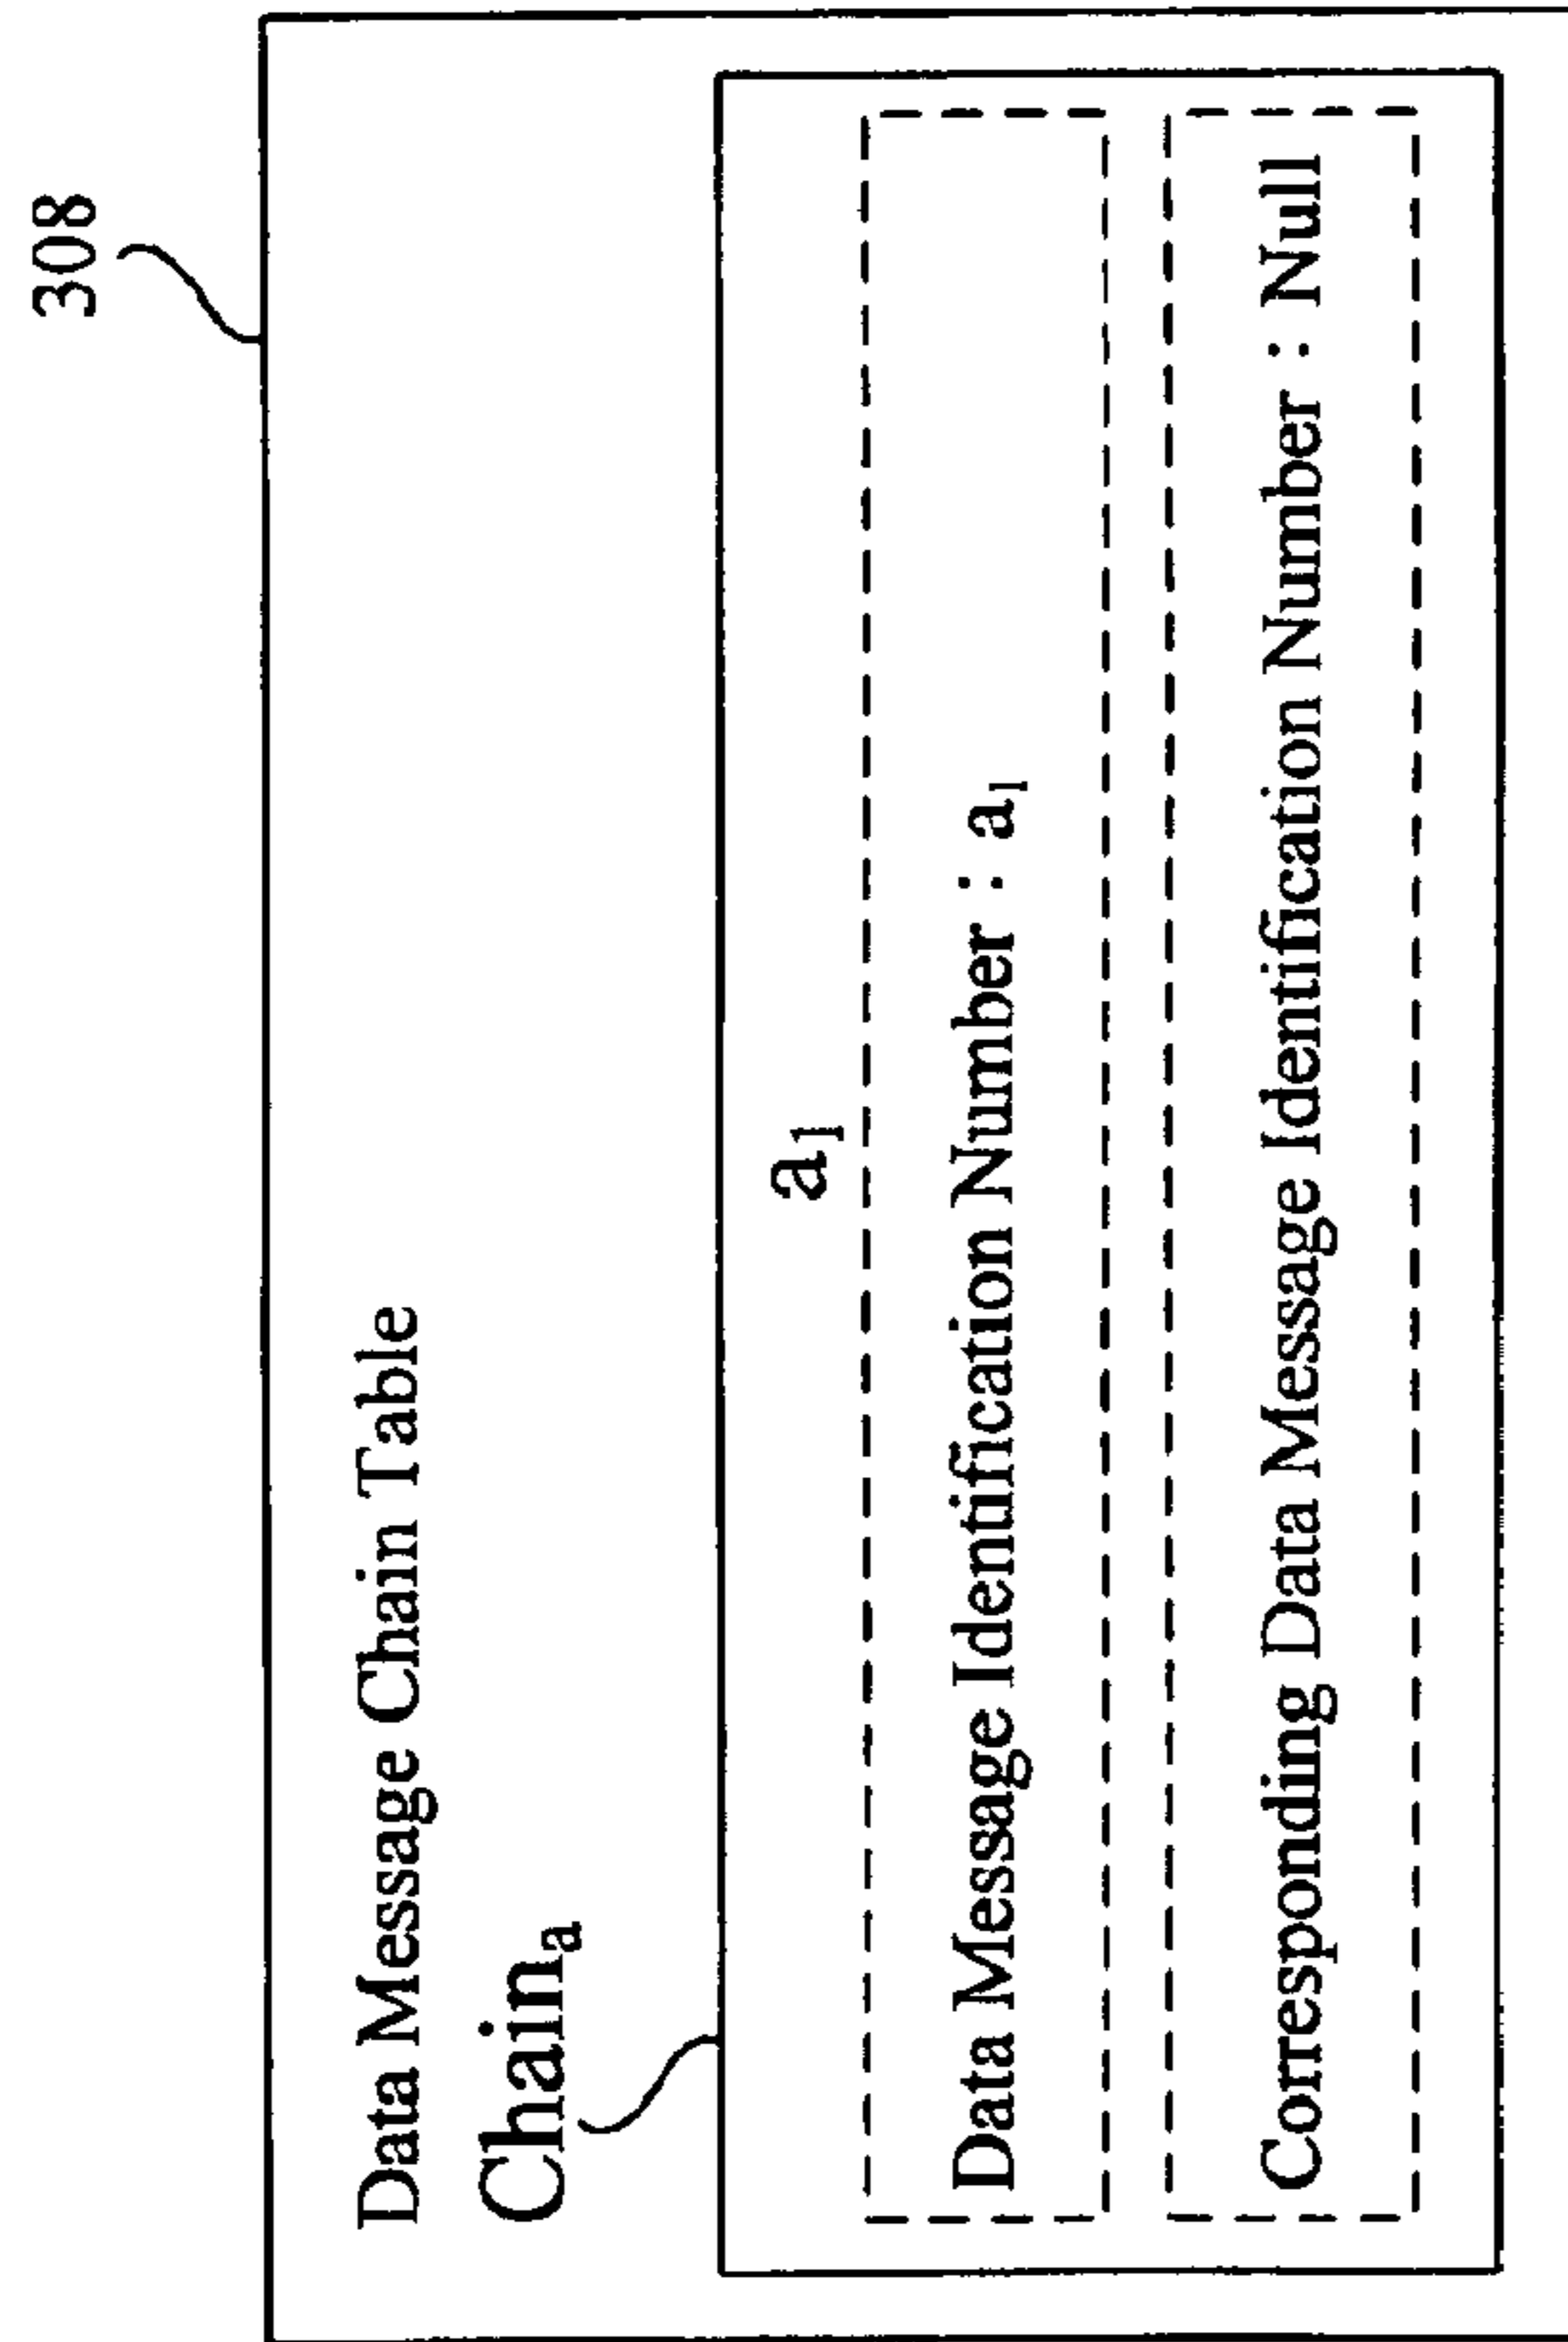 308
Data Message Chain Table
Chainₐ
a₁
Data Message Identification Number : a₁
Corresponding Data Message Identification Number : Null